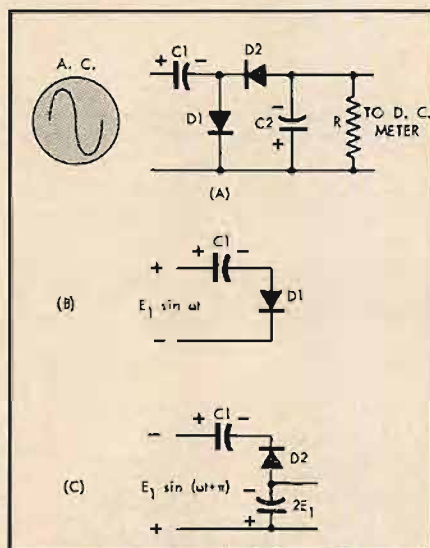 A. C.
+ C1 -
D2
D1
-
C2
+
R
TO D. C.
METER
(A)
+ C1 -
+
(B)
E₁ sin ωt
D1
-
+ C1 -
-
D2
(C)
E₁ sin (ωt+π)
-
2E₁
+
+